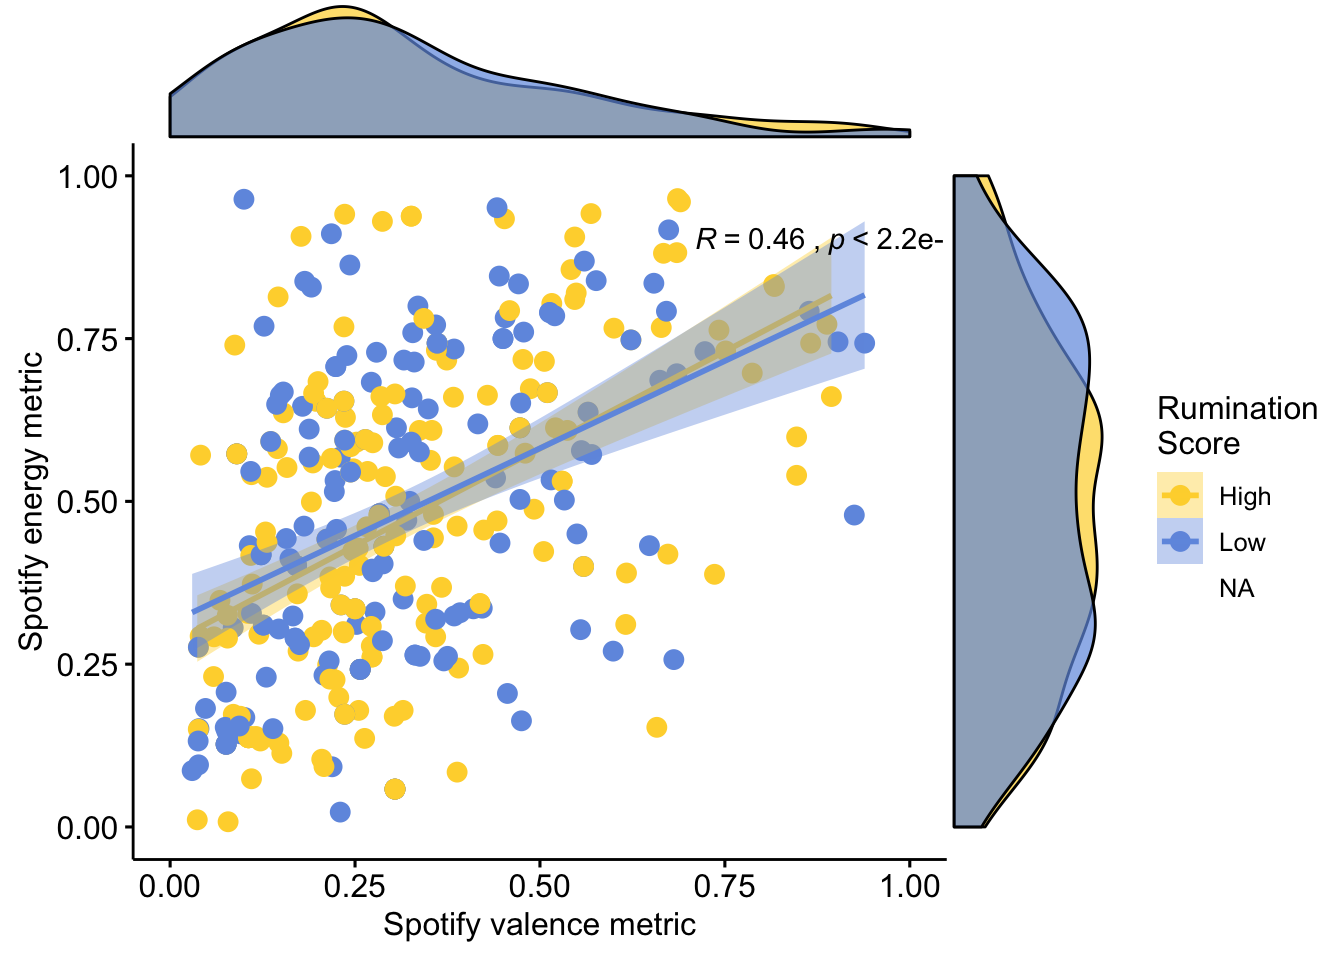 1.00
0.75
0.50
0.25
0.00
R = 0.46 , p < 2.2e-
0.00 0.25 0.50 0.75 1.00
Spotify valence metric
Spotify energy metric
Rumination
Score
High
Low
NA